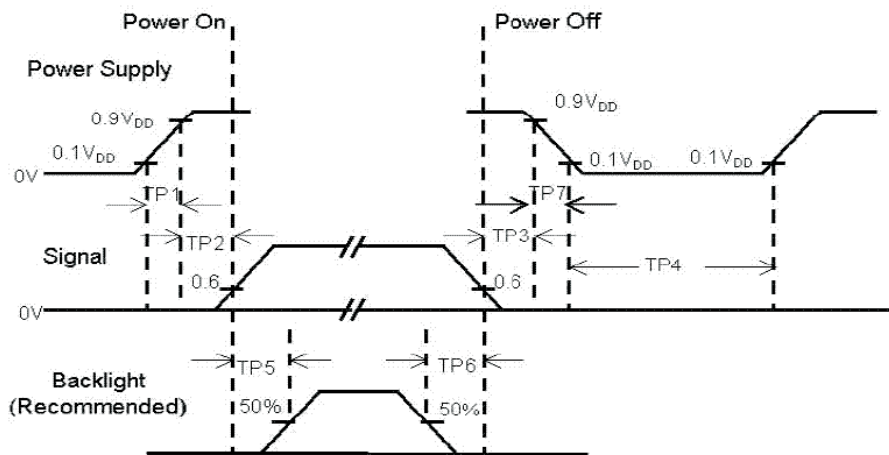 Power On
Power Off
Power Supply
0.9VDD
0.9VDD
0.1VDD
0.1VDD
0.1VDD
0V
TP1
TP7
TP2
TP3
Signal
TP4
0.6
0.6
0V
TP5
TP6
Backlight
(Recommended)
50%
50%